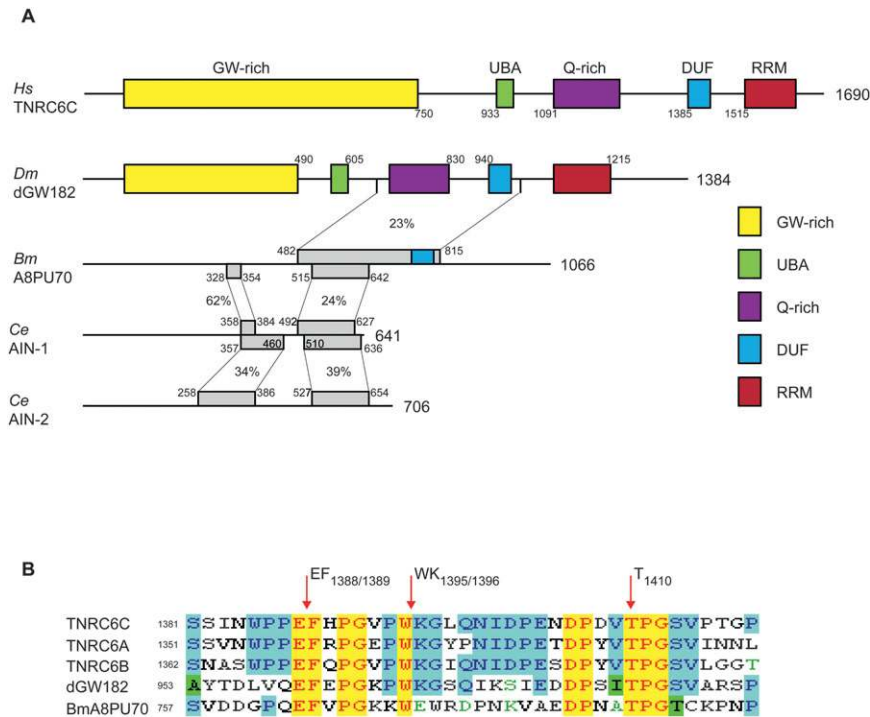 A
GW-rich UBA Q-rich DUF RRM
Hs
TNRC6C
750 933 1091 1385 1515 1690
490 605 830 940 1215
Dm
dGW182
1384
23%
482 815
Bm
A8PU70
1066
328 354 515 642
62% 24%
358 384 492 627
Ce
AIN-1
641
357 460 510 636
34% 39%
258 386 527 654
Ce
AIN-2
706
GW-rich
UBA
Q-rich
DUF
RRM
B
EF1388/1389 WK1395/1396 T1410
TNRC6C 1381 SSINWPPEFHPGVPWKGLQNIDPENDPDVTPGSVPTGP
TNRC6A 1351 SSVNWPPEFRPGEPWKGYPNIDPETDPYVTPGSVINNL
TNRC6B 1362 SNASWPPEFQPGVPWKGIQNIDPESDPYVTPGSVLGGT
dGW182 953 AYTDLVQEFEPGKPWKGSQIKSIEDDPSITPGSVARSP
BmA8PU70 757 SVDDGPQEFVPGKKWEWRDPNKVAEDPNATPGTCKPNP